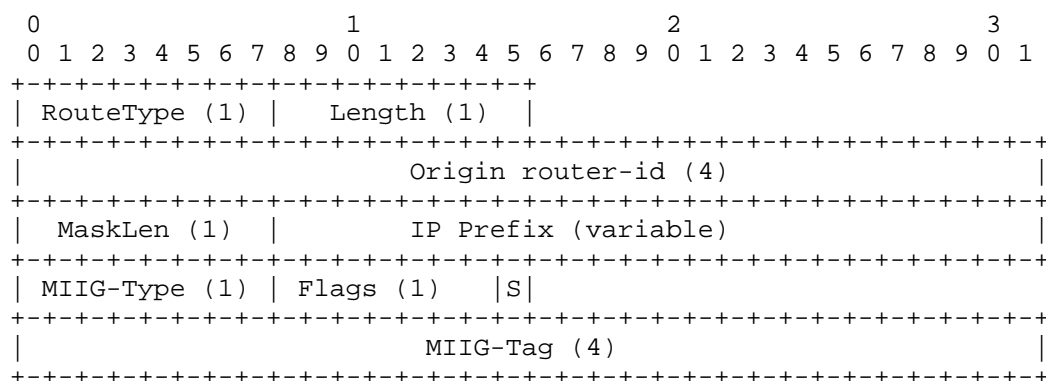 0                   1                   2                   3
 0 1 2 3 4 5 6 7 8 9 0 1 2 3 4 5 6 7 8 9 0 1 2 3 4 5 6 7 8 9 0 1
+-+-+-+-+-+-+-+-+-+-+-+-+-+-+-+-+
| RouteType (1) |   Length (1)  |
+-+-+-+-+-+-+-+-+-+-+-+-+-+-+-+-+-+-+-+-+-+-+-+-+-+-+-+-+-+-+-+-+
|                        Origin router-id (4)                   |
+-+-+-+-+-+-+-+-+-+-+-+-+-+-+-+-+-+-+-+-+-+-+-+-+-+-+-+-+-+-+-+-+
|  MaskLen (1)  |        IP Prefix (variable)                   |
+-+-+-+-+-+-+-+-+-+-+-+-+-+-+-+-+-+-+-+-+-+-+-+-+-+-+-+-+-+-+-+-+
| MIIG-Type (1) | Flags (1)   |S|
+-+-+-+-+-+-+-+-+-+-+-+-+-+-+-+-+-+-+-+-+-+-+-+-+-+-+-+-+-+-+-+-+
|                         MIIG-Tag (4)                          |
+-+-+-+-+-+-+-+-+-+-+-+-+-+-+-+-+-+-+-+-+-+-+-+-+-+-+-+-+-+-+-+-+